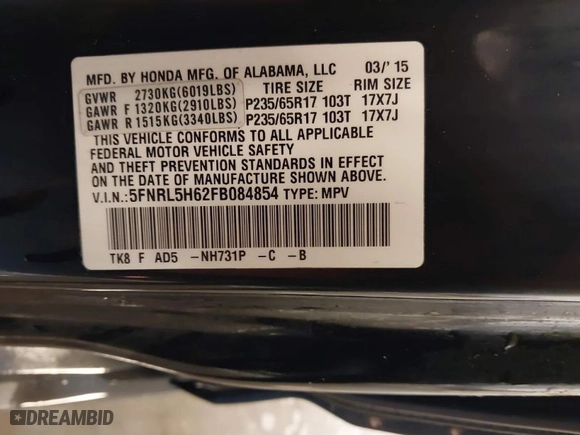 MFD. BY HONDA MFG. OF ALABAMA, LLC 03/'15
TIRE SIZE RIM SIZE
GVWR 2730KG(6019LBS)
GAWR F 1320KG(2910LBS) P235/65R17 103T 17X7J
GAWR R 1515KG(3340LBS) P235/65R17 103T 17X7J
THIS VEHICLE CONFORMS TO ALL APPLICABLE
FEDERAL MOTOR VEHICLE SAFETY
AND THEFT PREVENTION STANDARDS IN EFFECT
ON THE DATE OF MANUFACTURE SHOWN ABOVE.
V.I.N.:5FNRL5H62FB084854 TYPE: MPV
TK8 F AD5 -NH731P -C -B
DREAMBID